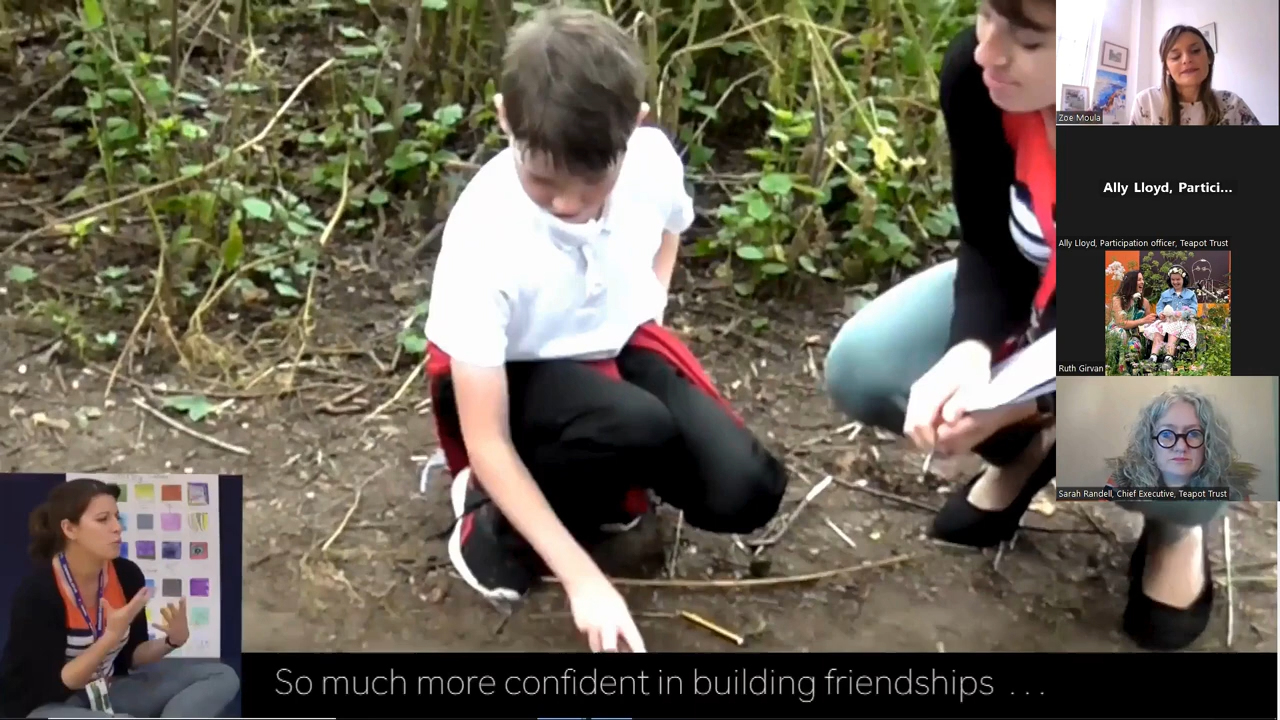 Zoe Moula
Ally Lloyd, Partici...
Ally Lloyd, Participation officer, Teapot Trust
Ruth Girvan
Sarah Randell, Chief Executive, Teapot Trust
So much more confident in building friendships ...